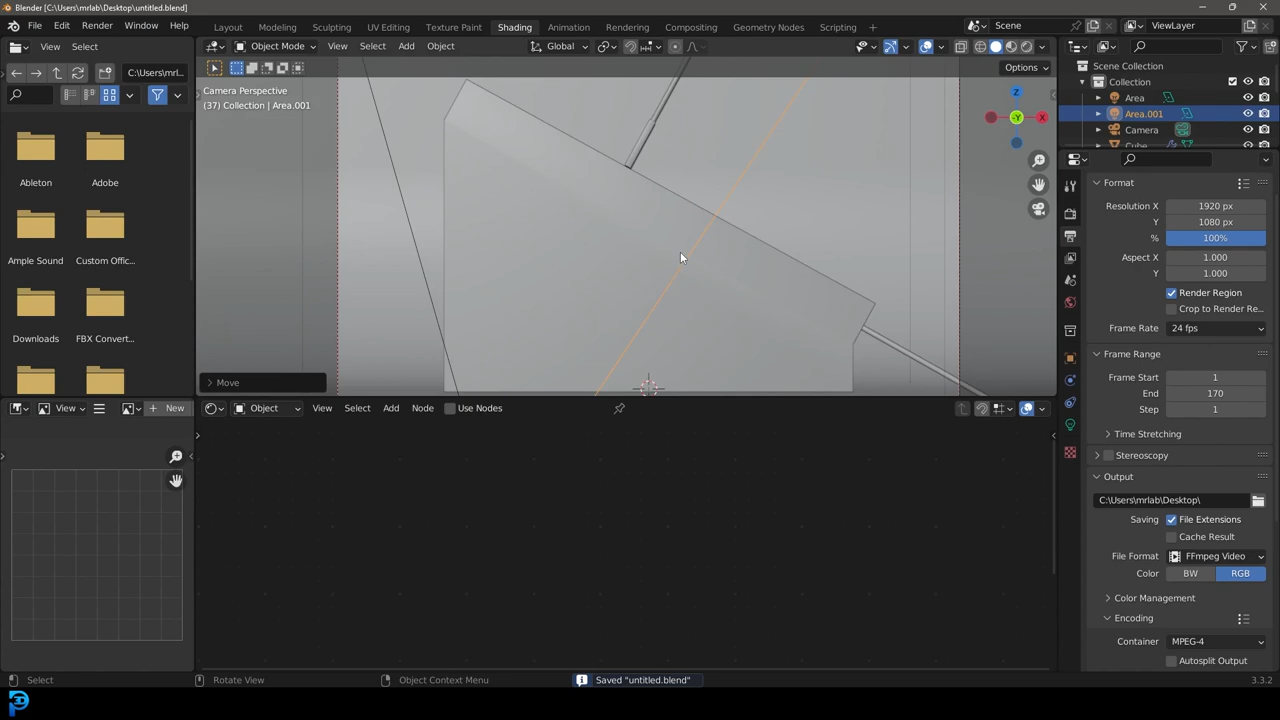 Blender [C:\Users\mrlab\Desktop\untitled.blend]
File Edit Render Window Help
Layout Modeling Sculpting UV Editing Texture Paint Shading Animation Rendering Compositing Geometry Nodes Scripting
Scene
ViewLayer
View Select
Object Mode
View Select Add Object
Global
C:\Users\mrl...
Options
Camera Perspective
(37) Collection | Area.001
Z
-Y
X
Scene Collection
Collection
Area
Area.001
Camera
Cube
Ableton
Adobe
Ample Sound
Custom Offic...
Downloads
FBX Convert...
Move
Format
Resolution X 1920 px
Y 1080 px
% 100%
Aspect X 1.000
Y 1.000
Render Region
Crop to Render Re...
Frame Rate 24 fps
Frame Range
Frame Start 1
End 170
Step 1
Time Stretching
Stereoscopy
Output
C:\Users\mrlab\Desktop\
Saving File Extensions
Cache Result
File Format FFmpeg Video
Color BW RGB
Color Management
Encoding
Container MPEG-4
Autosplit Output
View
New
Object
View Select Add Node Use Nodes
Select
Rotate View
Object Context Menu
Saved "untitled.blend"
3.3.2